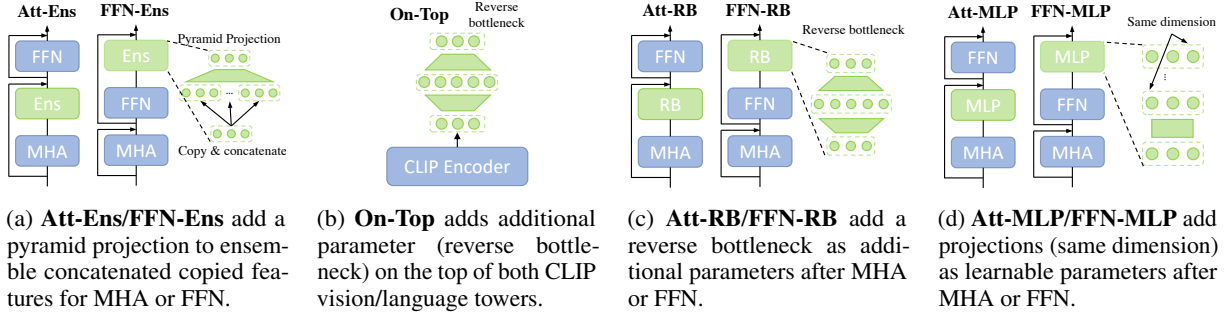 Att-Ens FFN-Ens
FFN
Ens
MHA
Ens
FFN
MHA
Pyramid Projection
...
Copy & concatenate
On-Top
Reverse
bottleneck
CLIP Encoder
Att-RB FFN-RB
FFN
RB
MHA
RB
FFN
MHA
Reverse bottleneck
Att-MLP FFN-MLP
FFN
MLP
MHA
MLP
FFN
MHA
Same dimension
...
(a) Att-Ens/FFN-Ens add a
pyramid projection to ensem-
ble concatenated copied fea-
tures for MHA or FFN.
(b) On-Top adds additional
parameter (reverse bottle-
neck) on the top of both CLIP
vision/language towers.
(c) Att-RB/FFN-RB add a
reverse bottleneck as addi-
tional parameters after MHA
or FFN.
(d) Att-MLP/FFN-MLP add
projections (same dimension)
as learnable parameters after
MHA or FFN.